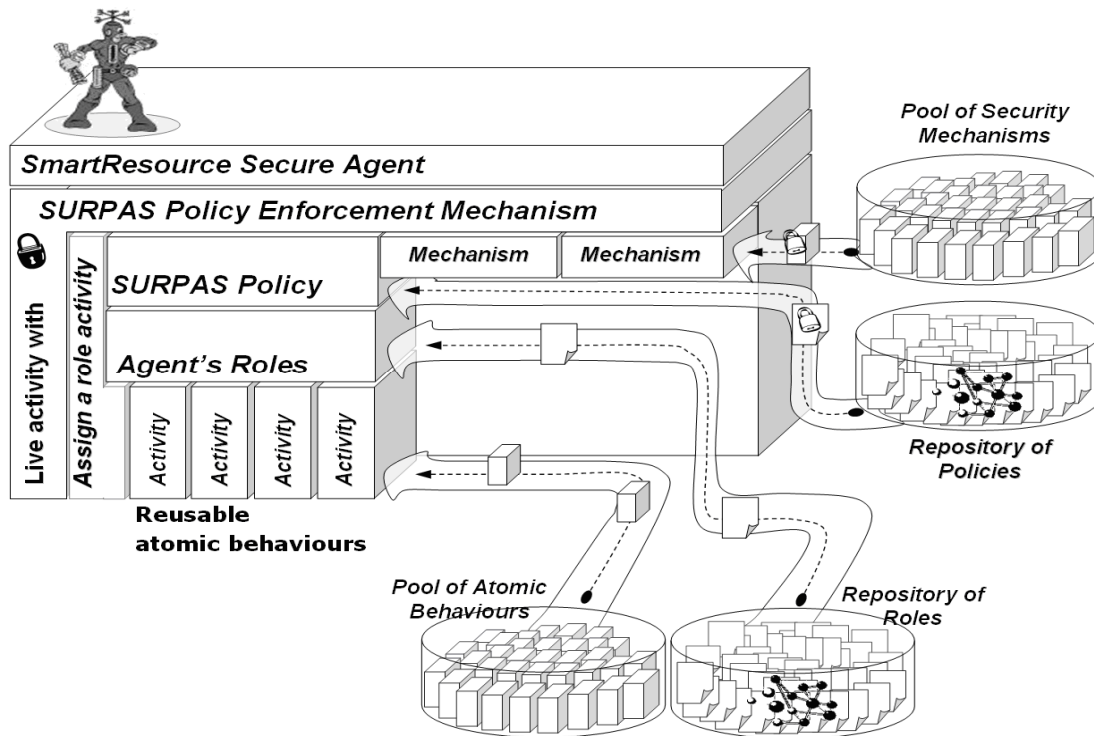 Pool of Security
Mechanisms
SmartResource Secure Agent
SURPAS Policy Enforcement Mechanism
Live activity with
Assign a role activity
Mechanism
Mechanism
SURPAS Policy
Agent's Roles
Activity
Activity
Activity
Activity
Repository of
Policies
Reusable
atomic behaviours
Pool of Atomic
Behaviours
Repository of
Roles